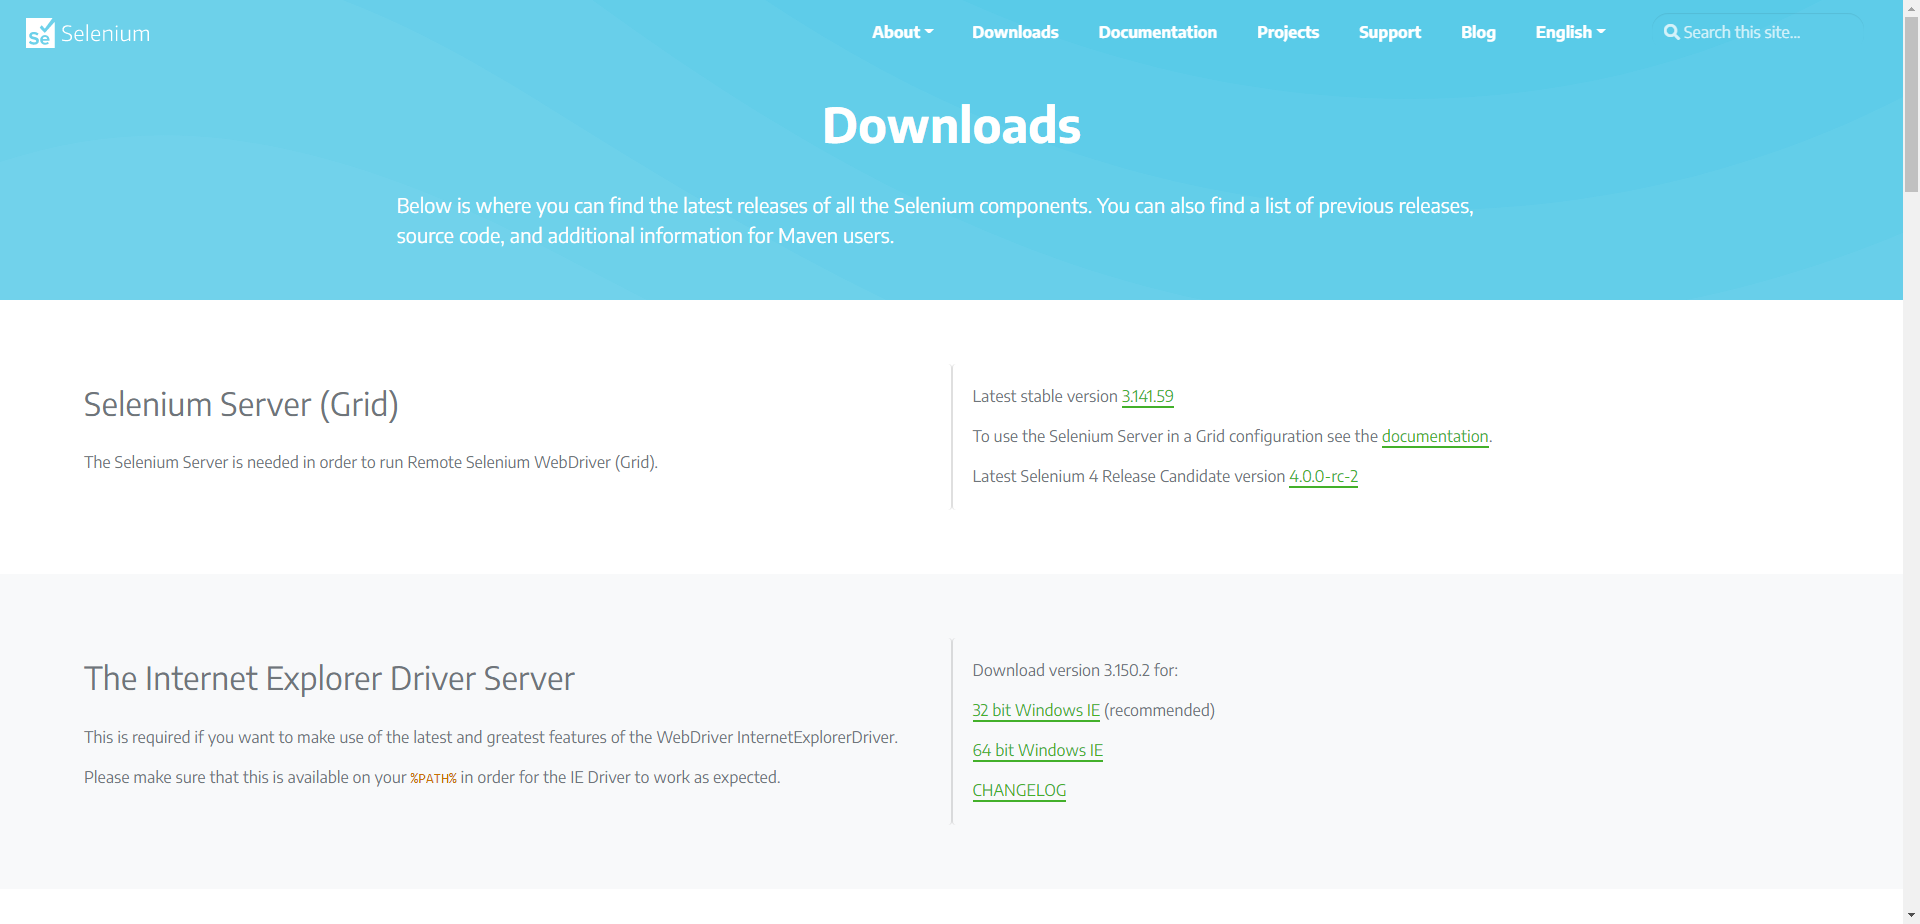 Se Selenium
About Downloads Documentation Projects Support Blog English Search this site...
Downloads
Below is where you can find the latest releases of all the Selenium components. You can also find a list of previous releases,
source code, and additional information for Maven users.
Selenium Server (Grid)
The Selenium Server is needed in order to run Remote Selenium WebDriver (Grid).
Latest stable version 3.141.59
To use the Selenium Server in a Grid configuration see the documentation.
Latest Selenium 4 Release Candidate version 4.0.0-rc-2
The Internet Explorer Driver Server
This is required if you want to make use of the latest and greatest features of the WebDriver InternetExplorerDriver.
Please make sure that this is available on your %PATH% in order for the IE Driver to work as expected.
Download version 3.150.2 for:
32 bit Windows IE (recommended)
64 bit Windows IE
CHANGELOG